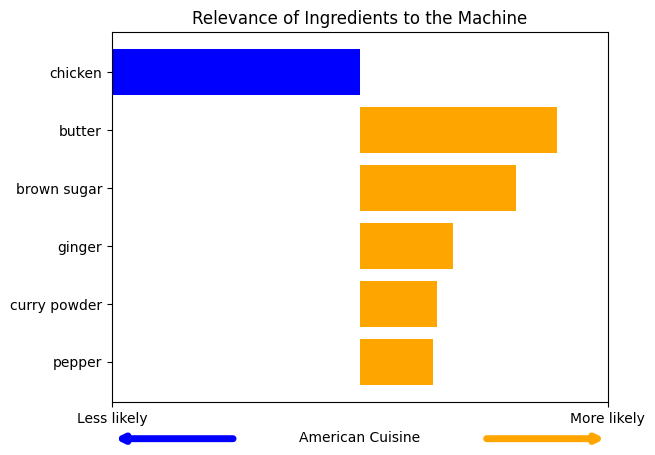 Relevance of Ingredients to the Machine
chicken
butter
brown sugar
ginger
curry powder
pepper
Less likely
More likely
American Cuisine